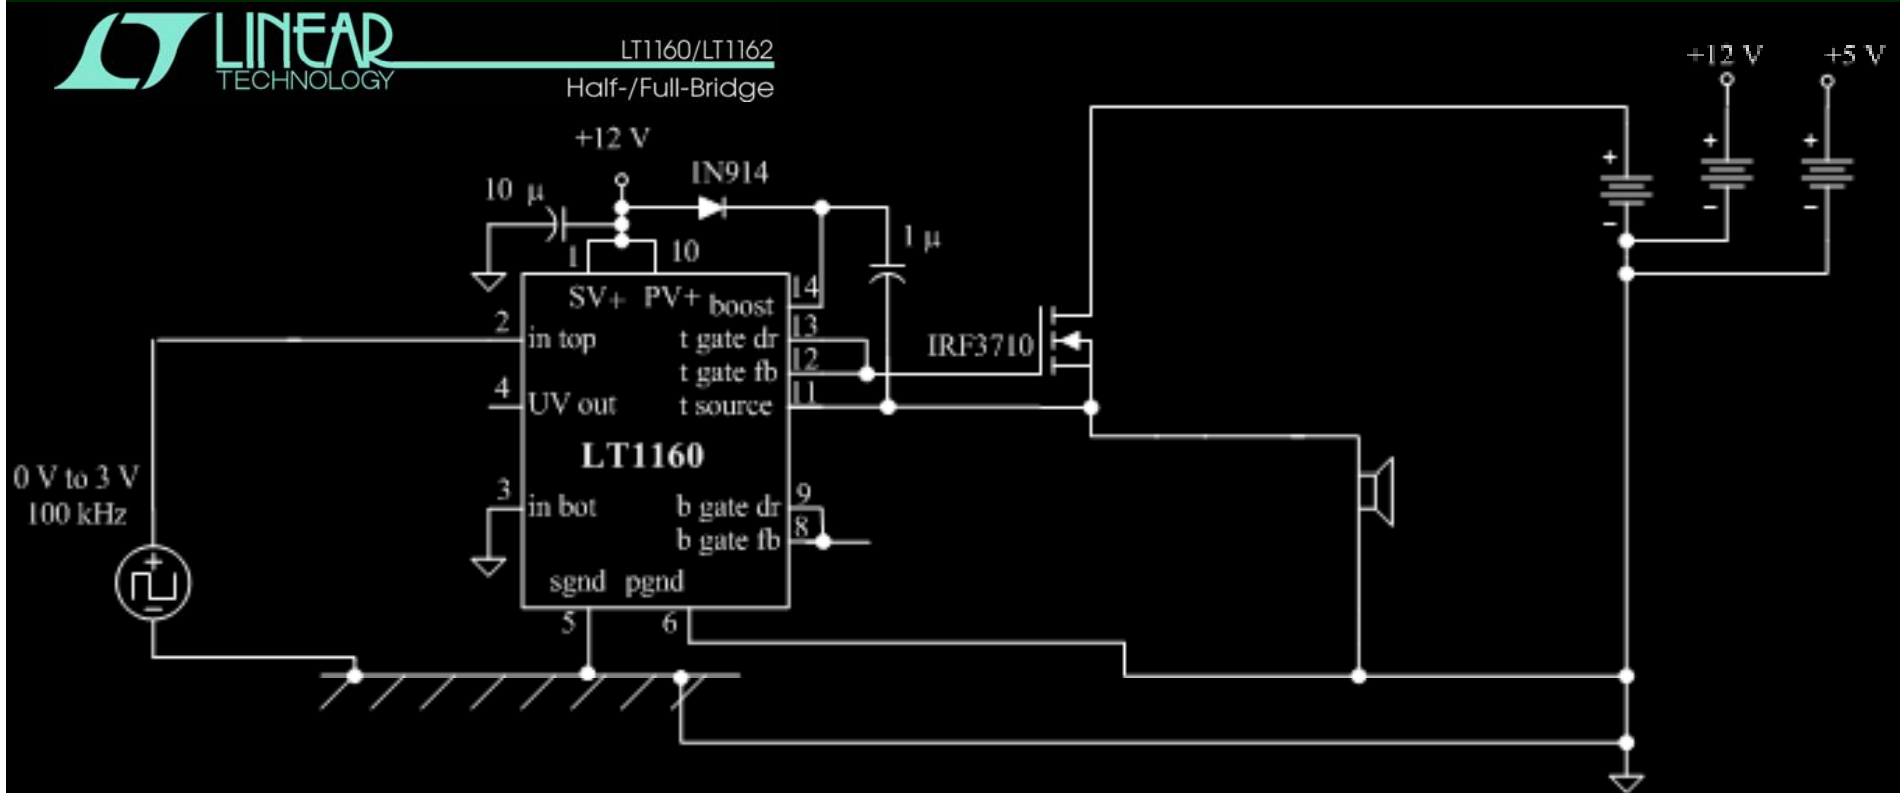 LINEAR
TECHNOLOGY
LT1160/LT1162
Half-/Full-Bridge
+12 V
+5 V
+12 V
IN914
10 µ
1 µ
1
10
SV+ PV+
boost
14
2
in top
t gate dr
13
t gate fb
12
4
UV out
t source
11
IRF3710
LT1160
0 V to 3 V
100 kHz
3
in bot
b gate dr
9
b gate fb
8
sgnd pgnd
5
6
+
-
+
-
+
-
+
-